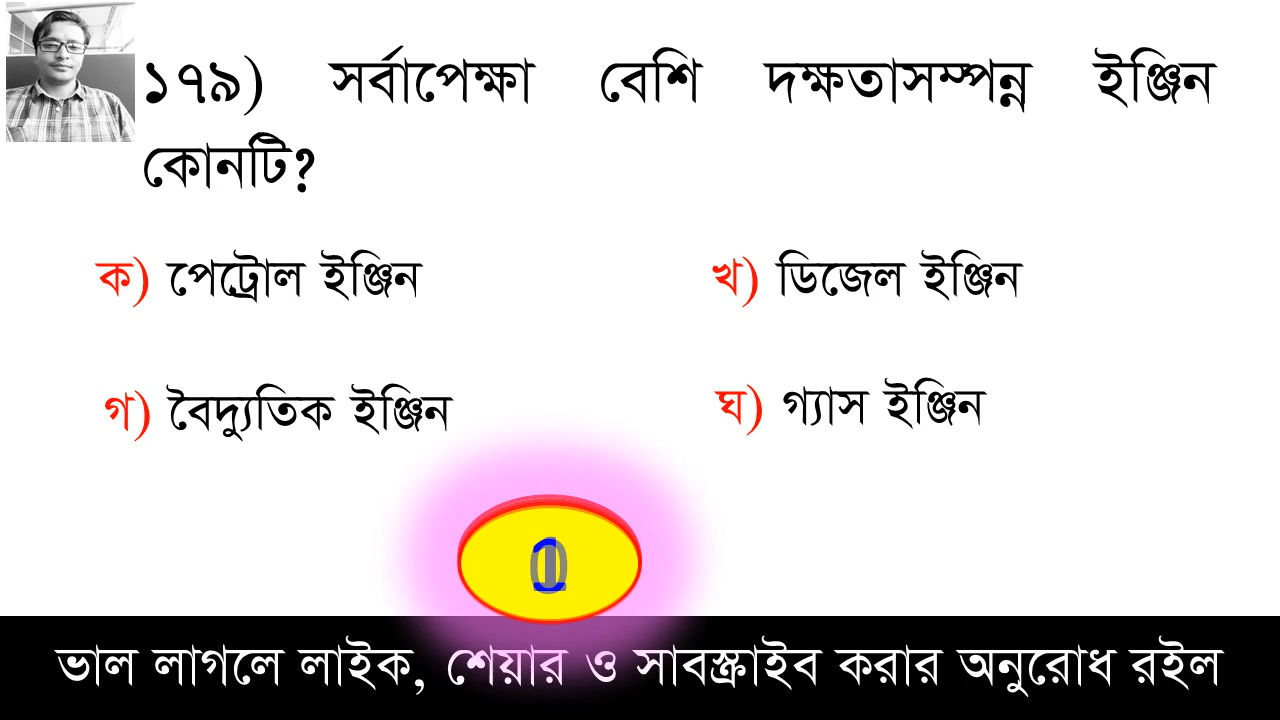 ১৭৯) সর্বাপেক্ষা বেশি দক্ষতাসম্পন্ন ইঞ্জিন
কোনটি?
ক) পেট্রোল ইঞ্জিন
খ) ডিজেল ইঞ্জিন
গ) বৈদ্যুতিক ইঞ্জিন
ঘ) গ্যাস ইঞ্জিন
ভাল লাগলে লাইক, শেয়ার ও সাবস্ক্রাইব করার অনুরোধ রইল